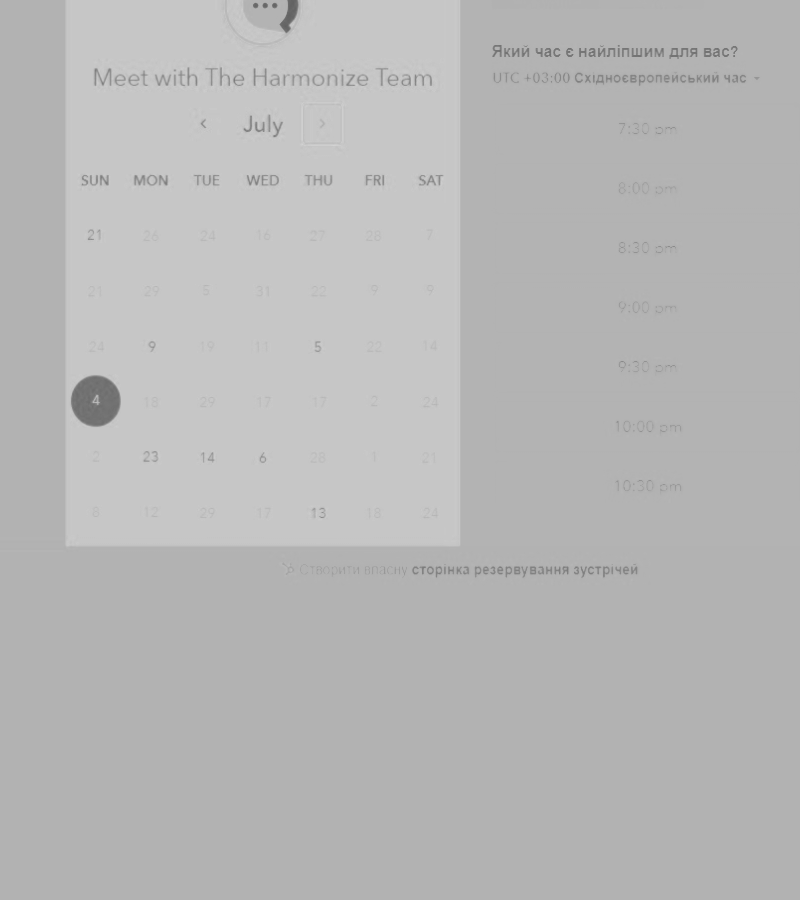 Meet with The Harmonize Team
July
SUN MON TUE WED THU FRI SAT
21 26 24 16 27 28 7
21 29 5 31 22 9 9
24 9 19 11 5 22 14
4 18 29 17 17 2 24
2 23 14 6 28 1 21
8 12 29 17 13 18 24
Який час є найліпшим для вас?
UTC +03:00 Східноєвропейський час
7:30 pm
8:00 pm
8:30 pm
9:00 pm
9:30 pm
10:00 pm
10:30 pm
Створити власну сторінка резервування зустрічей